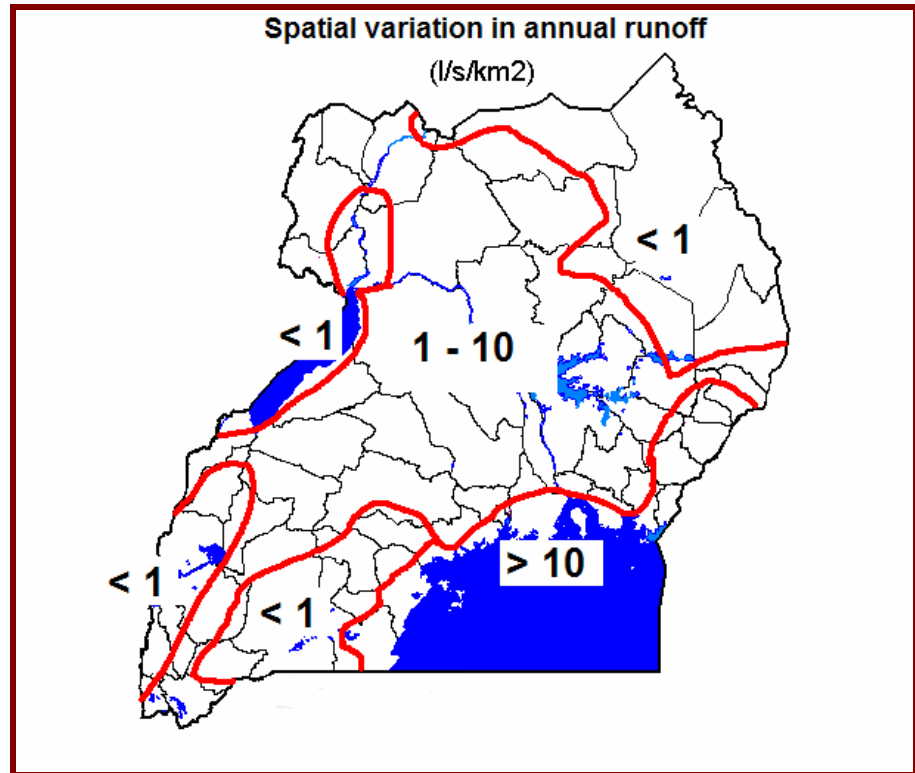 Spatial variation in annual runoff
(l/s/km2)
< 1
< 1
1 - 10
> 10
< 1
< 1